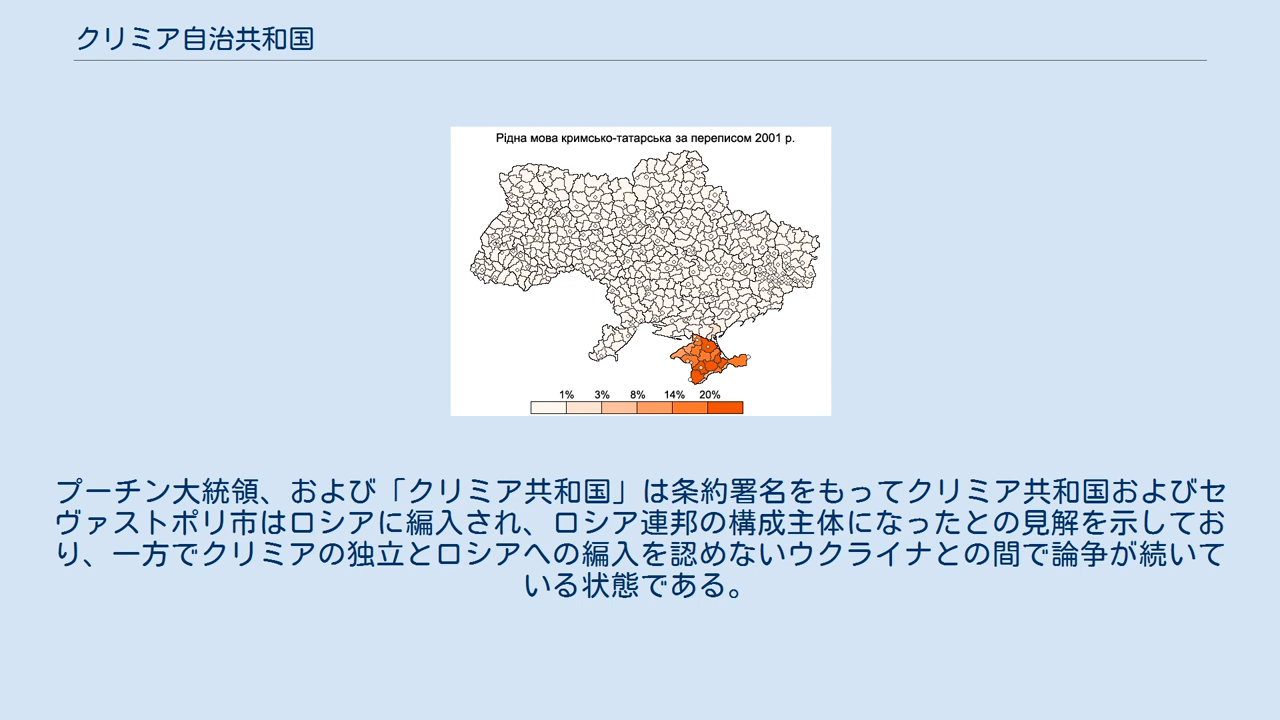 クリミア自治共和国
Рідна мова кримсько-татарська за переписом 2001 р.
1% 3% 8% 14% 20%
プーチン大統領、および「クリミア共和国」は条約署名をもってクリミア共和国およびセ
ヴァストポリ市はロシアに編入され、ロシア連邦の構成主体になったとの見解を示してお
り、一方でクリミアの独立とロシアへの編入を認めないウクライナとの間で論争が続いて
いる状態である。